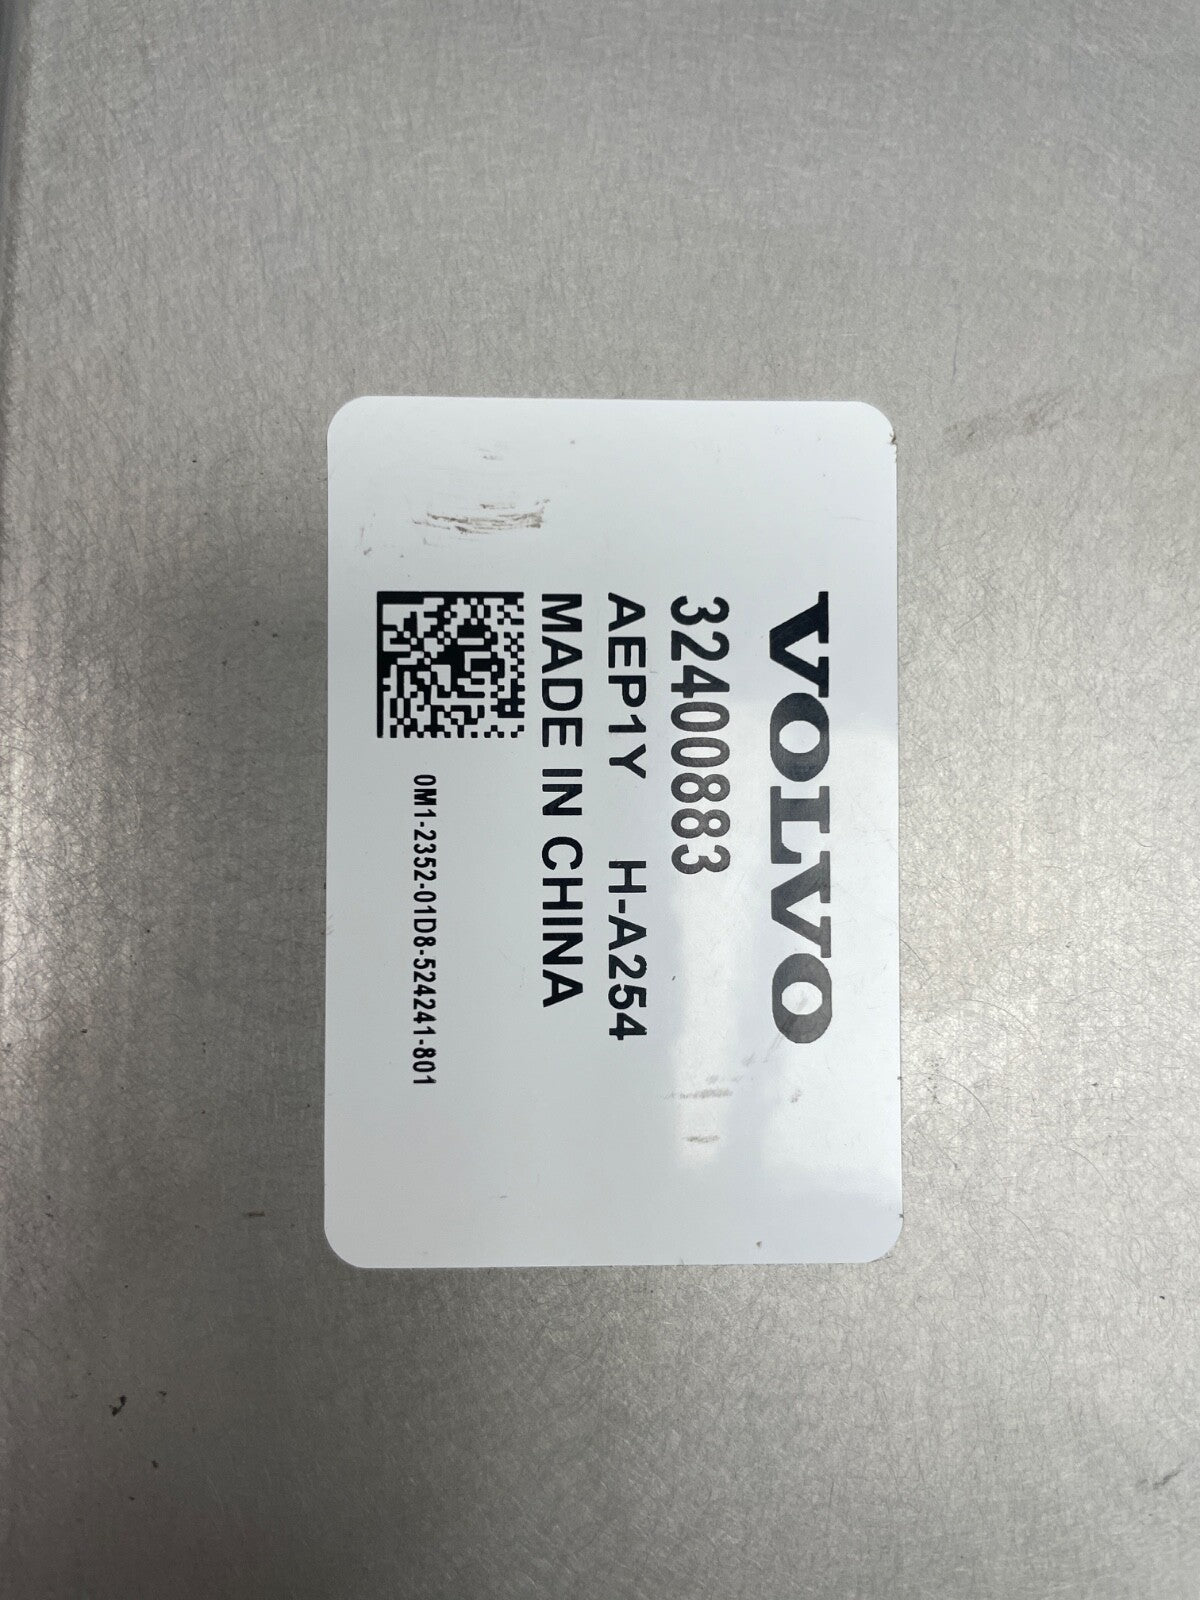 VOLVO
32400883
AEP1Y H-A254
MADE IN CHINA
0M1-2352-01D8-524241-801